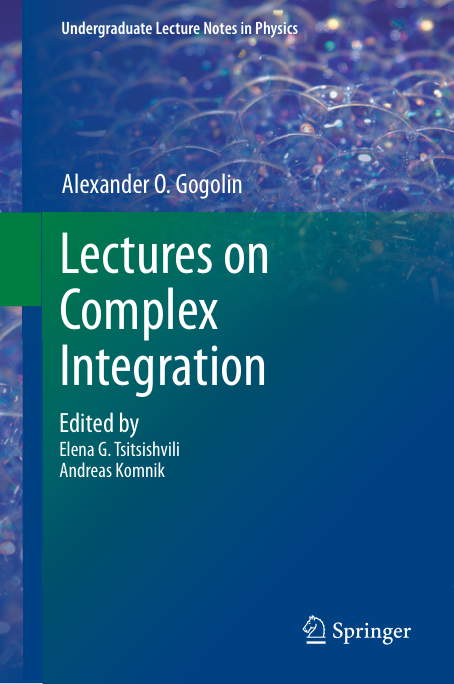 Undergraduate Lecture Notes in Physics
Alexander O. Gogolin
Lectures on
Complex
Integration
Edited by
Elena G. Tsitsishvili
Andreas Komnik
Springer